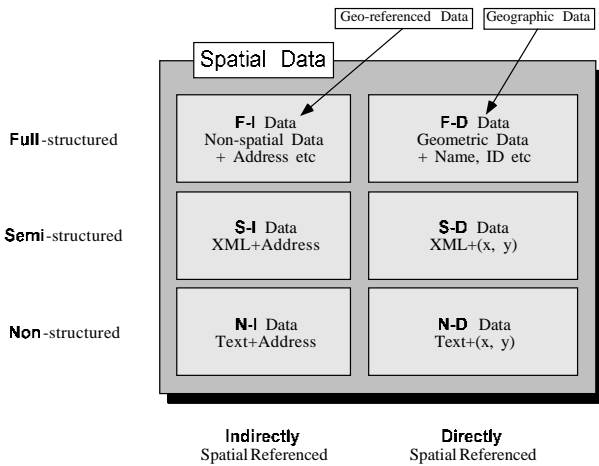 Geo-referenced Data
Geographic Data
Spatial Data
F-I Data
Non-spatial Data
+ Address etc
F-D Data
Geometric Data
+ Name, ID etc
Full-structured
S-I Data
XML+Address
S-D Data
XML+(x, y)
Semi-structured
N-I Data
Text+Address
N-D Data
Text+(x, y)
Non-structured
Indirectly
Spatial Referenced
Directly
Spatial Referenced